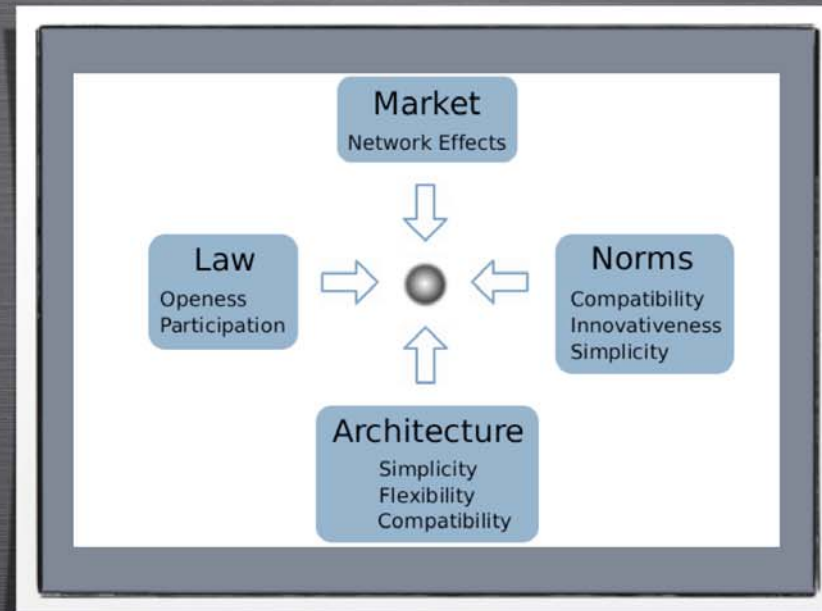 Market
Network Effects
Law
Openess
Participation
Norms
Compatibility
Innovativeness
Simplicity
Architecture
Simplicity
Flexibility
Compatibility